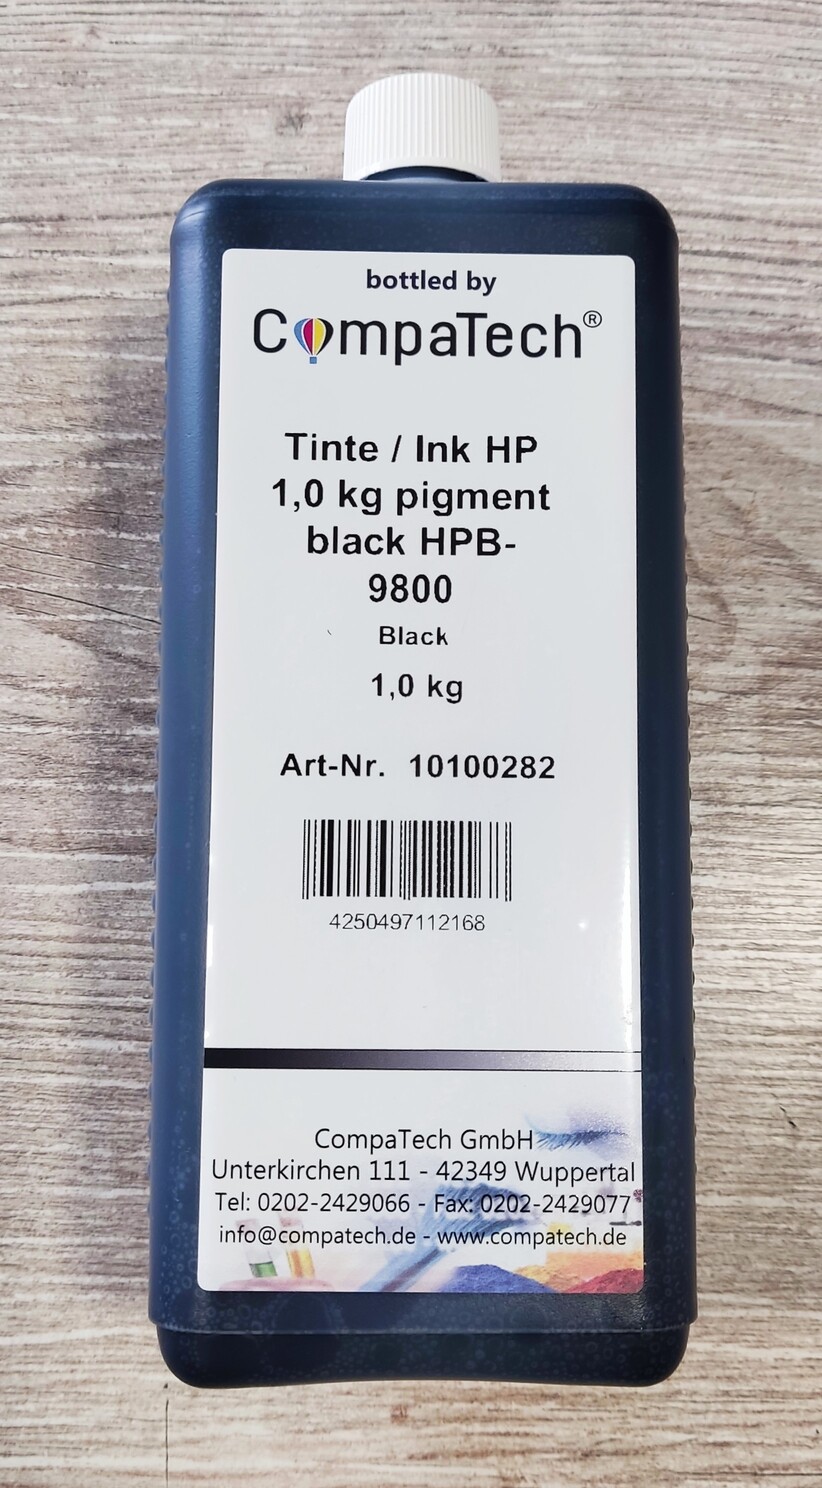 bottled by
CompaTech®
Tinte / Ink HP
1,0 kg pigment
black HPB-
9800
Black
1,0 kg
Art-Nr. 10100282
4250497112168
CompaTech GmbH
Unterkirchen 111 - 42349 Wuppertal
Tel: 0202-2429066 - Fax: 0202-2429077
info@compatech.de - www.compatech.de